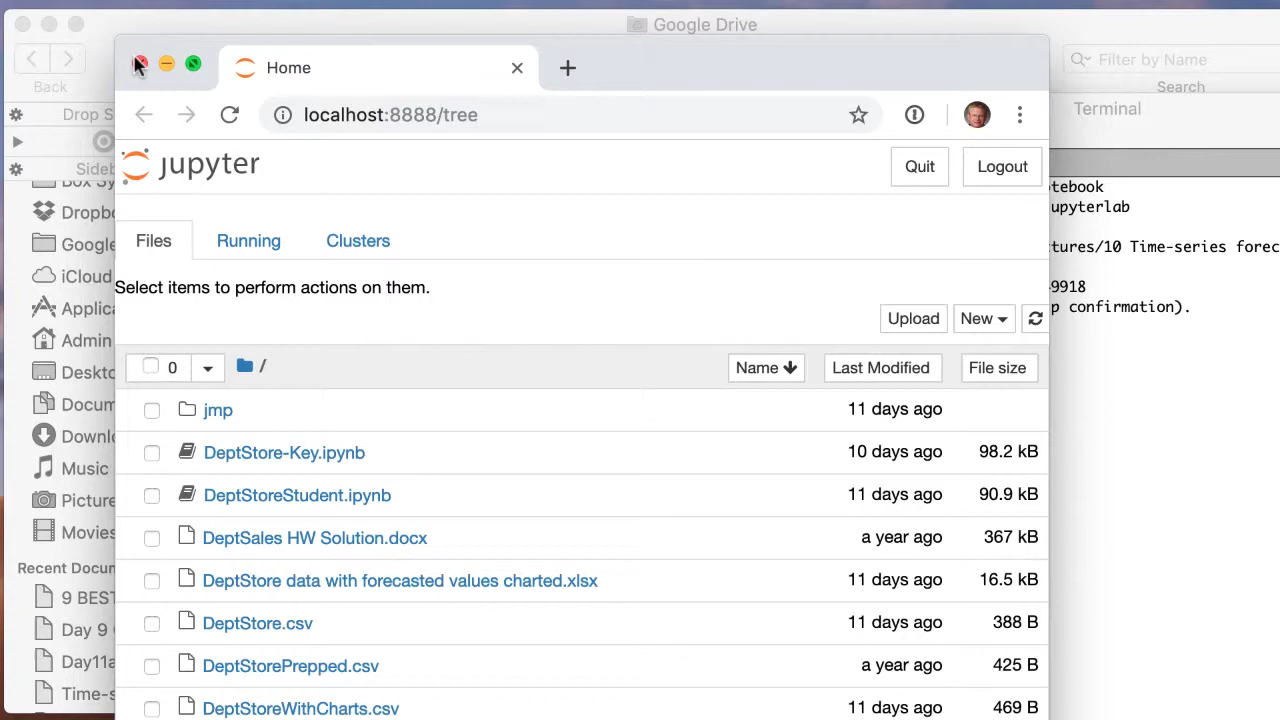 Google Drive
Home
Filter by Name
Back
Search
localhost:8888/tree
Drop S
Terminal
jupyter
Quit
Logout
Sideb
Box Sy
tebook
Dropbo
upyterlab
Files
Running
Clusters
Google
tures/10 Time-series forec
iCloud
Select items to perform actions on them.
9918
Applica
p confirmation).
Upload
New
Admin
0
/
Name
Last Modified
File size
Deskto
Docum
jmp
11 days ago
Downlo
DeptStore-Key.ipynb
10 days ago
98.2 kB
Music
DeptStoreStudent.ipynb
11 days ago
90.9 kB
Picture
Movies
DeptSales HW Solution.docx
a year ago
367 kB
Recent Docum
DeptStore data with forecasted values charted.xlsx
11 days ago
16.5 kB
9 BEST
DeptStore.csv
11 days ago
388 B
Day 9
Day11a
DeptStorePrepped.csv
a year ago
425 B
Time-s
DeptStoreWithCharts.csv
11 days ago
469 B